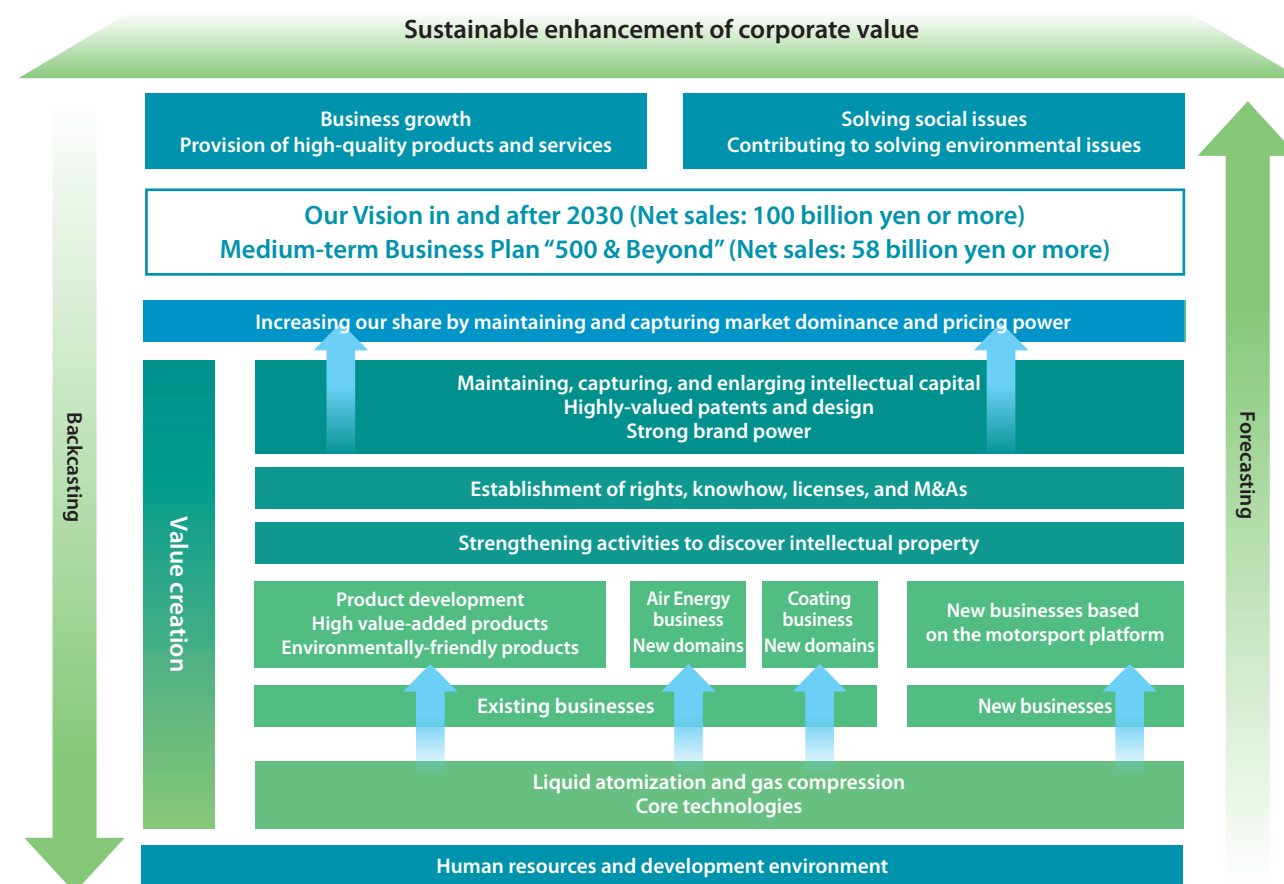 Sustainable enhancement of corporate value
Business growth
Provision of high-quality products and services
Solving social issues
Contributing to solving environmental issues
Our Vision in and after 2030 (Net sales: 100 billion yen or more)
Medium-term Business Plan “500 & Beyond” (Net sales: 58 billion yen or more)
Increasing our share by maintaining and capturing market dominance and pricing power
Backcasting
Value creation
Maintaining, capturing, and enlarging intellectual capital
Highly-valued patents and design
Strong brand power
Establishment of rights, knowhow, licenses, and M&As
Strengthening activities to discover intellectual property
Product development
High value-added products
Environmentally-friendly products
Air Energy
business
New domains
Coating
business
New domains
New businesses based
on the motorsport platform
Existing businesses
New businesses
Liquid atomization and gas compression
Core technologies
Forecasting
Human resources and development environment